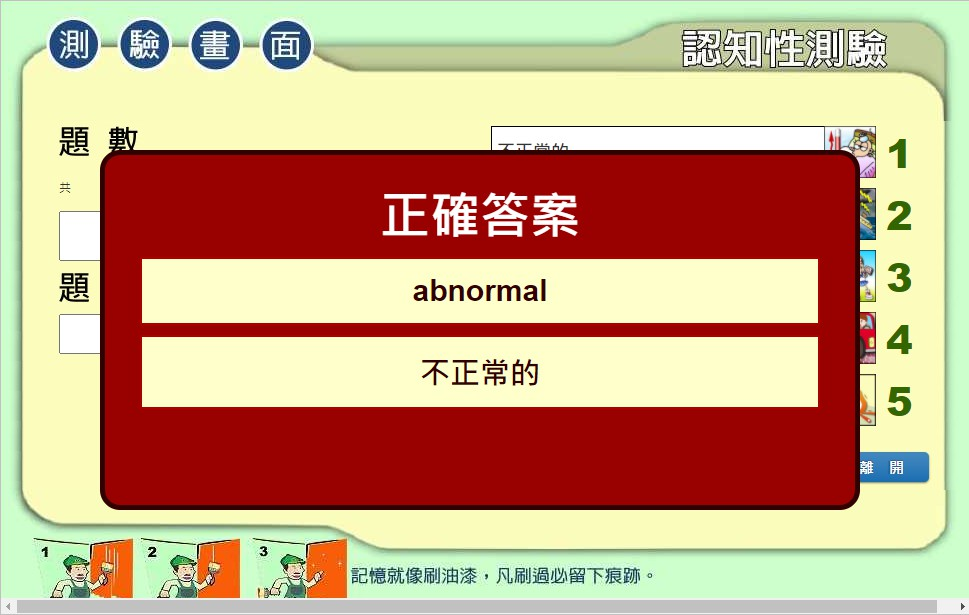 測驗畫面
認知性測驗
題 數
不正常的
1
共
2
題
3
4
5
正確答案
abnormal
不正常的
離 開
1
2
3
記憶就像刷油漆，凡刷過必留下痕跡。